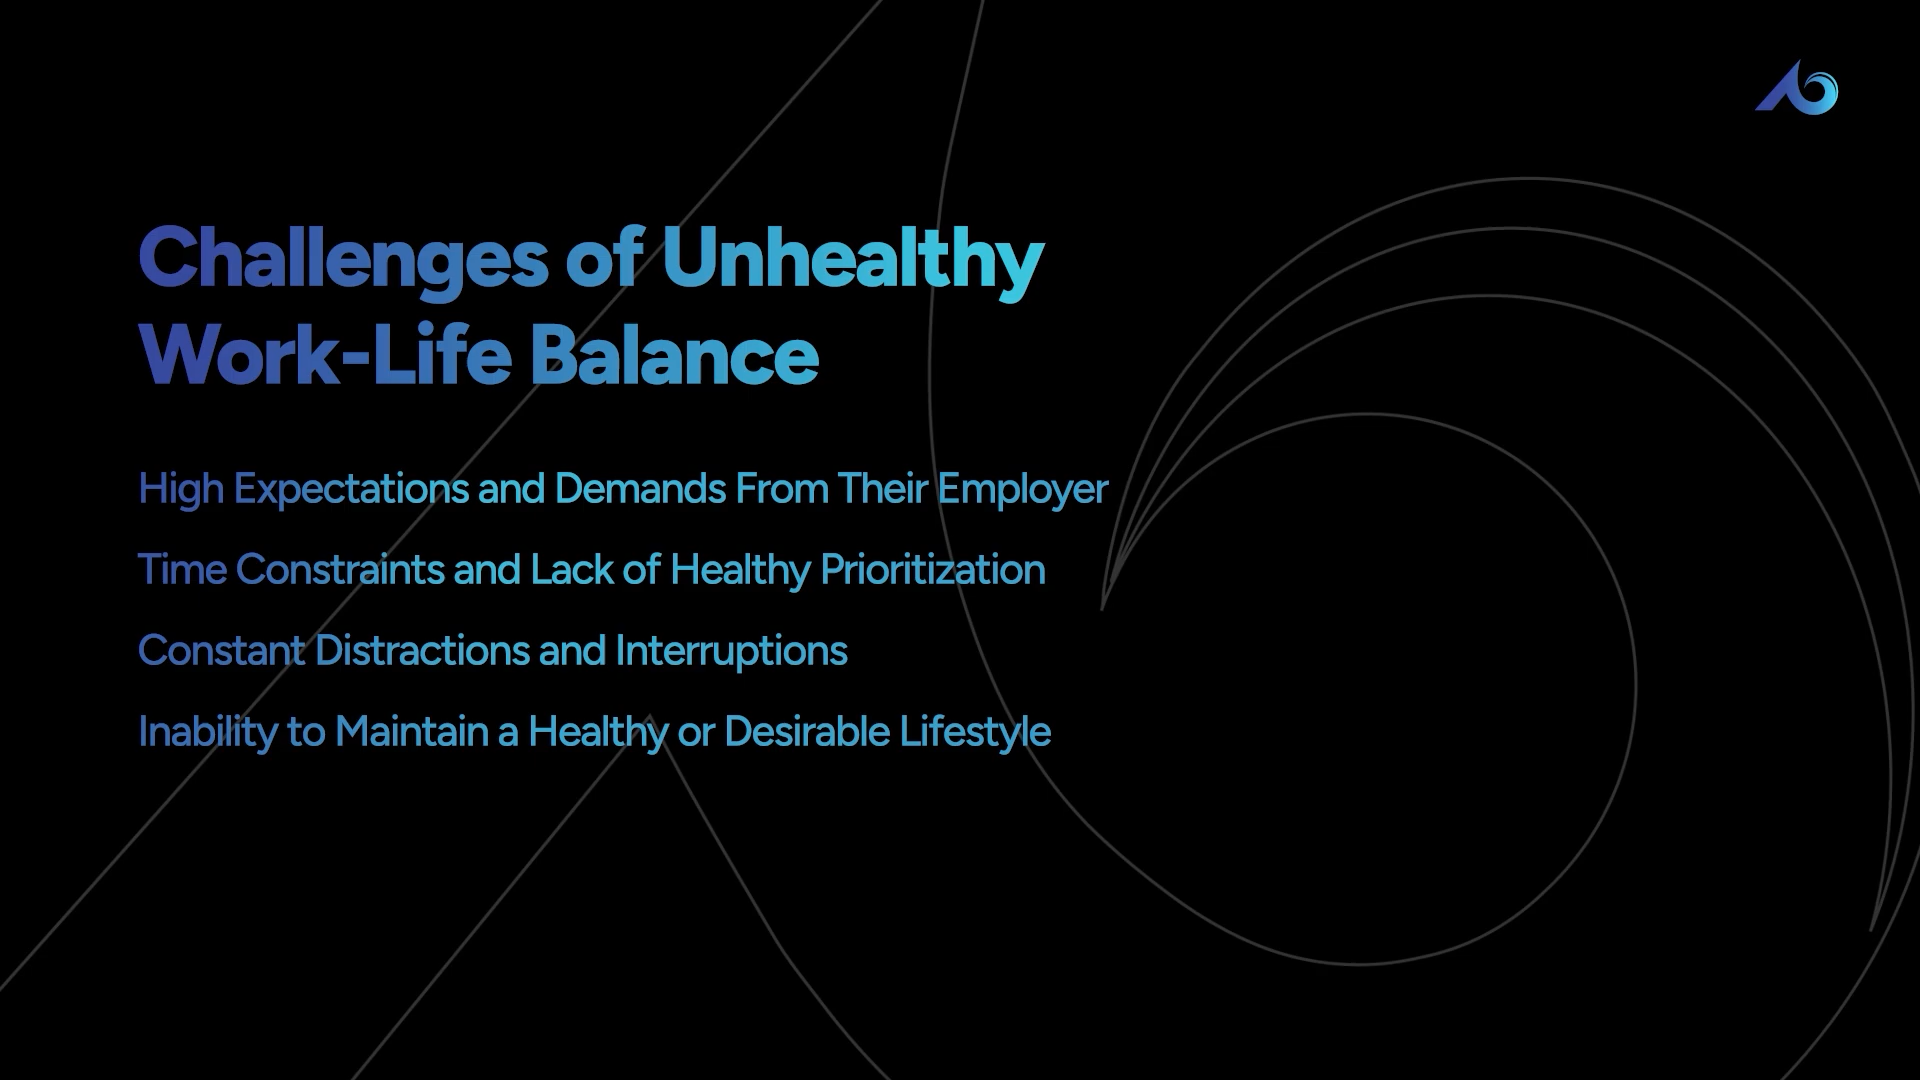 Challenges of Unhealthy
Work-Life Balance
High Expectations and Demands From Their Employer
Time Constraints and Lack of Healthy Prioritization
Constant Distractions and Interruptions
Inability to Maintain a Healthy or Desirable Lifestyle